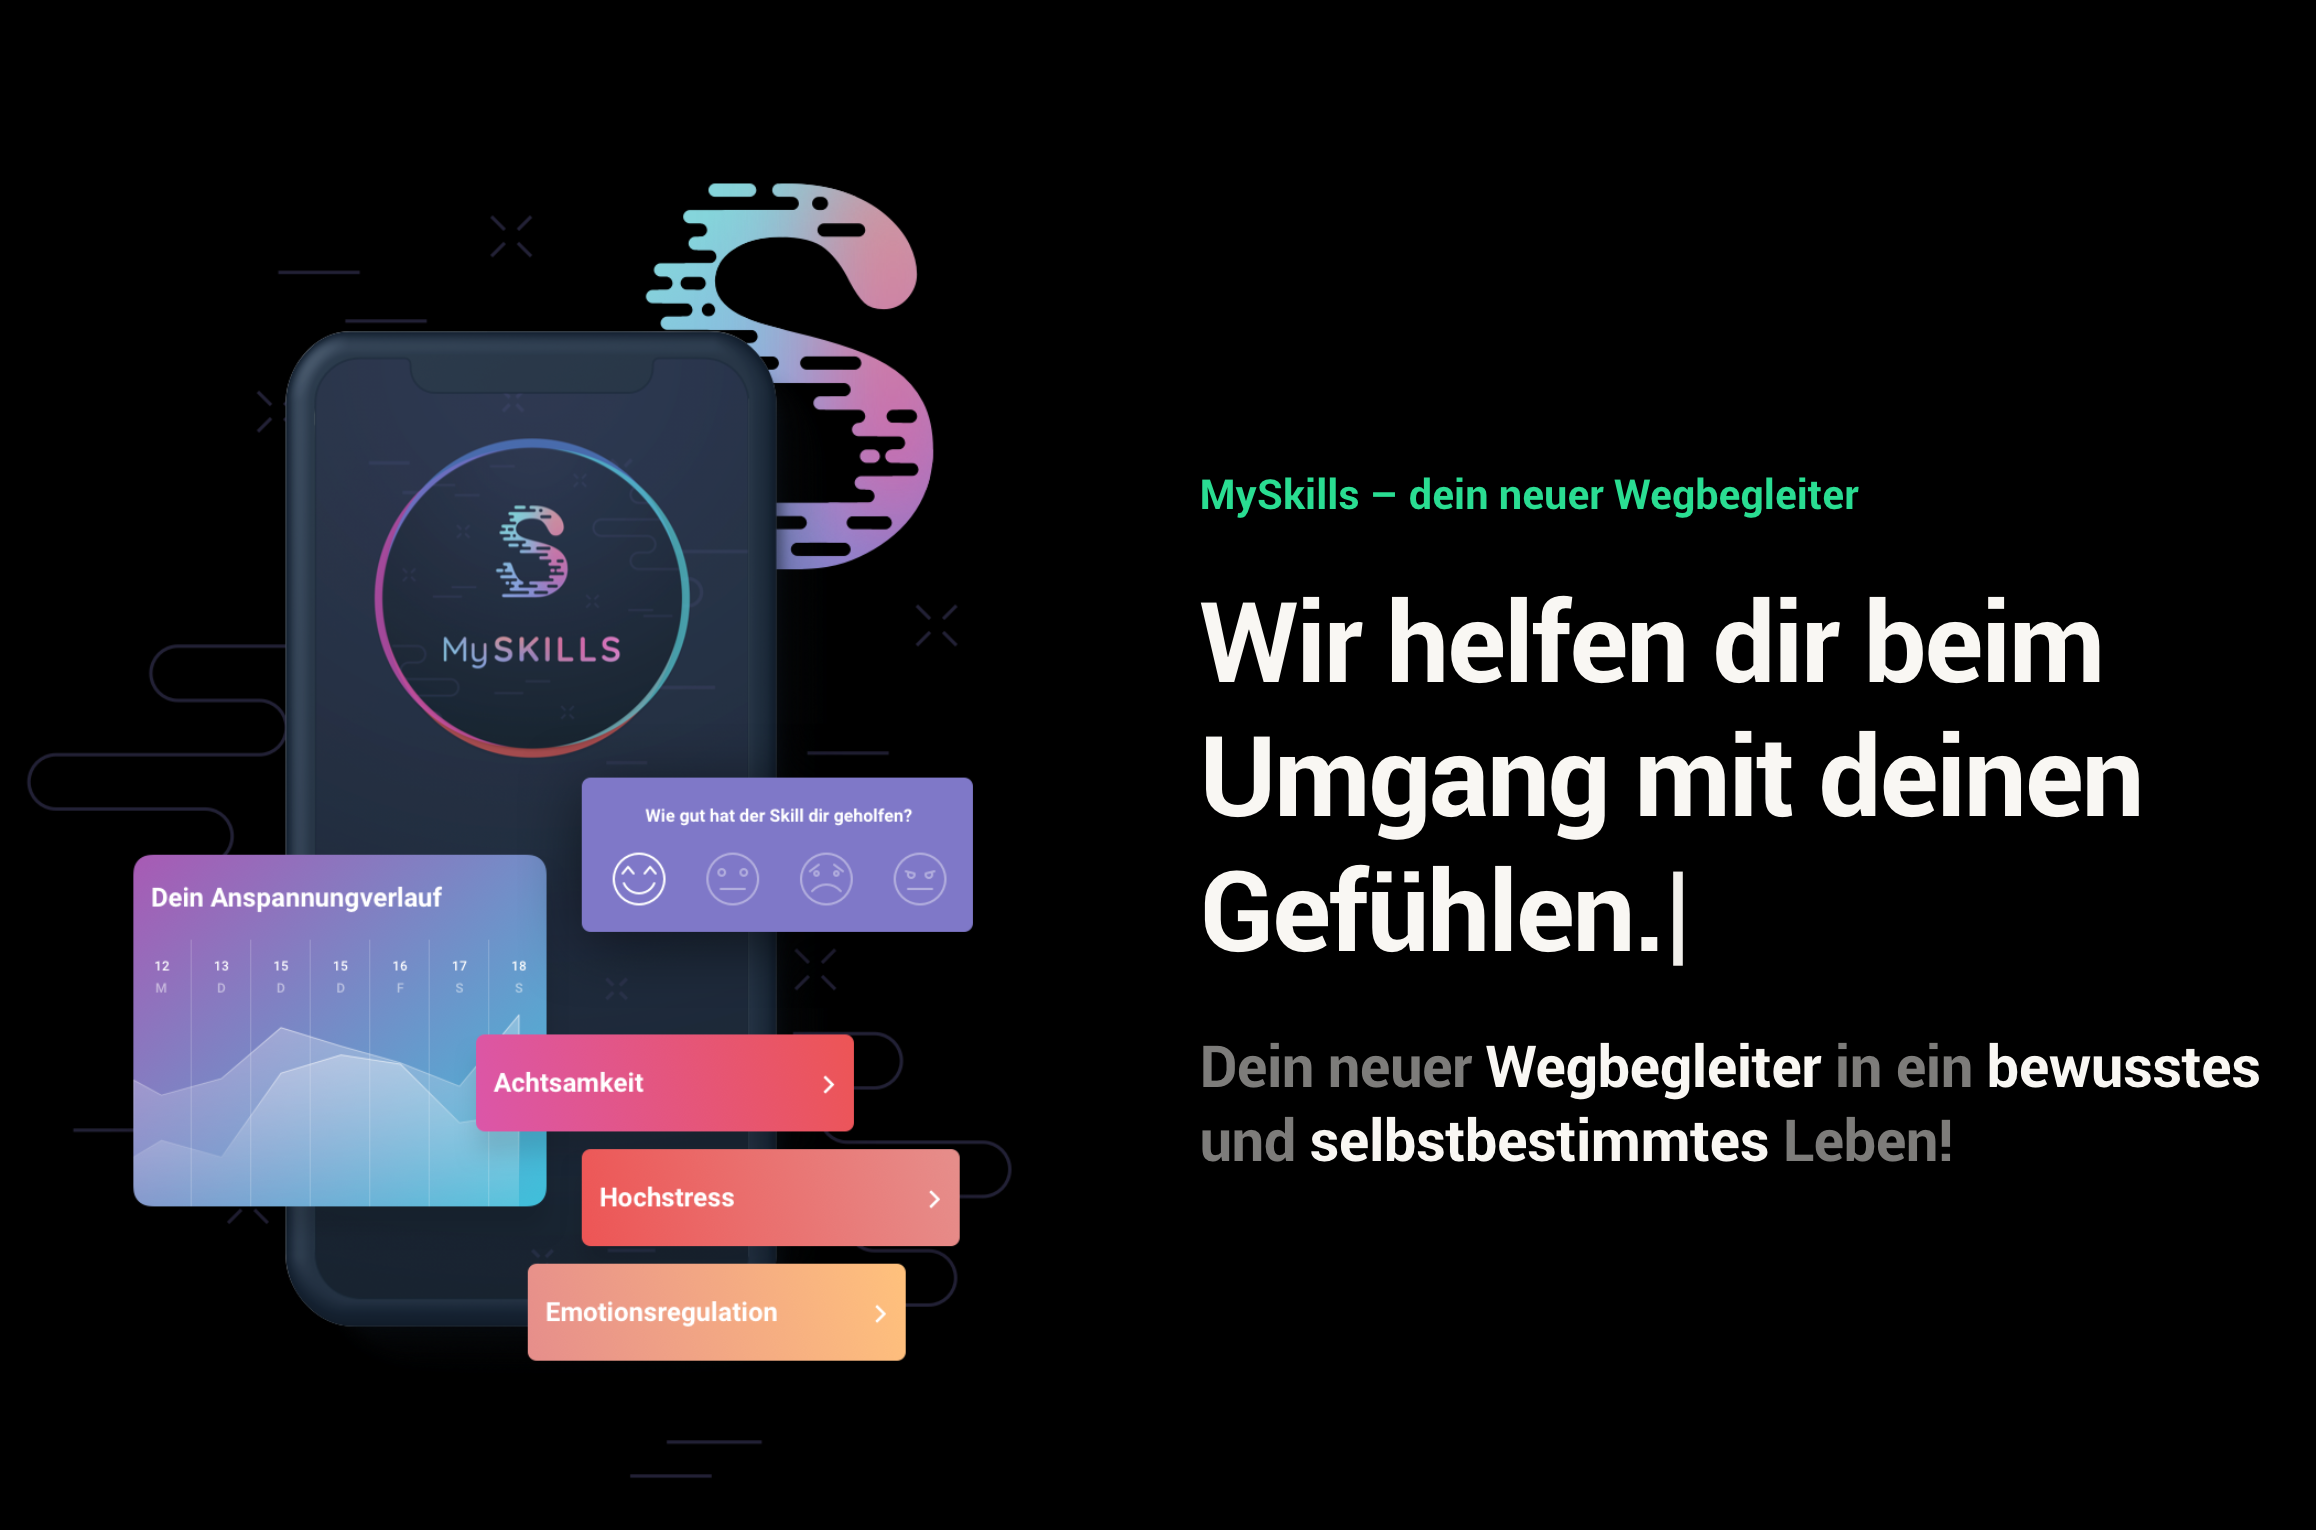 MySKILLS
Wie gut hat der Skill dir geholfen?
Dein Anspannungverlauf
12 13 15 15 16 17 18
M D D D F S S
Achtsamkeit
Hochstress
Emotionsregulation
MySkills – dein neuer Wegbegleiter
Wir helfen dir beim
Umgang mit deinen
Gefühlen.|
Dein neuer Wegbegleiter in ein bewusstes
und selbstbestimmtes Leben!